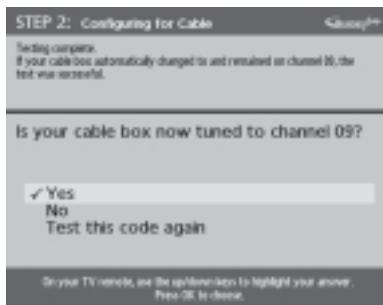 STEP 2: Configuring for Cable
Testing complete.
If your cable box automatically changed to and remained on channel 09, the
test was successful.
Is your cable box now tuned to channel 09?
✓ Yes
No
Test this code again
On your TV remote, use the up/down keys to highlight your answer.
Press OK to choose.